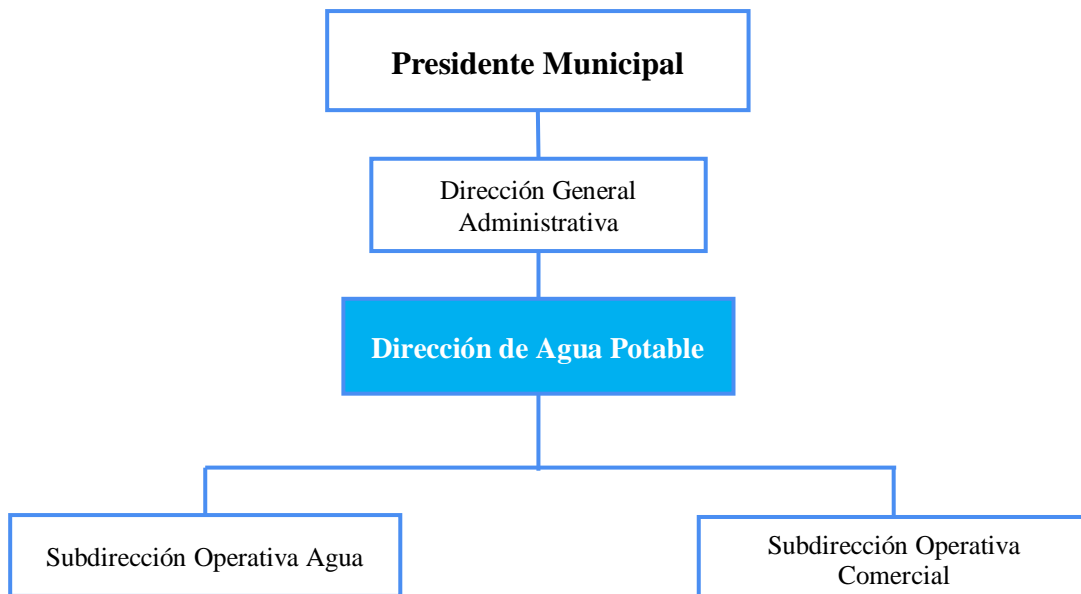 Presidente Municipal
Dirección General
Administrativa
Dirección de Agua Potable
Subdirección Operativa Agua
Subdirección Operativa
Comercial